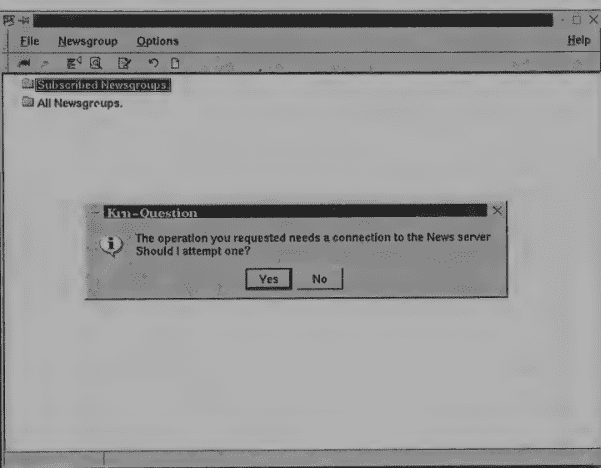 File Newsgroup Options Help
Subscribed Newsgroups.
All Newsgroups.
Krn-Question
The operation you requested needs a connection to the News server
Should I attempt one?
Yes No